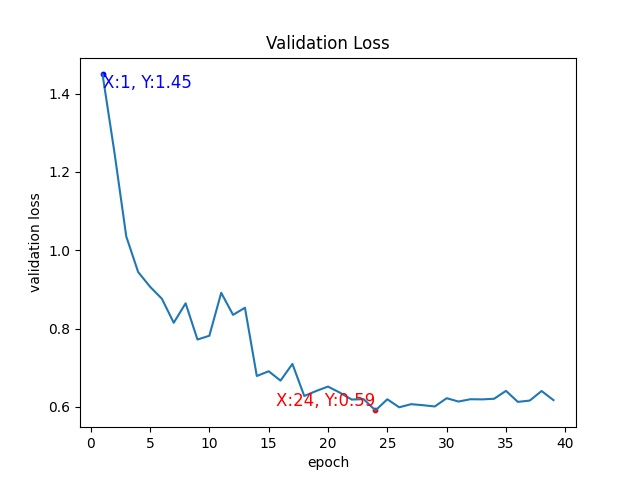 Validation Loss
X:1, Y:1.45
1.4
1.2
1.0
0.8
0.6
validation loss
X:24, Y:0.59
0 5 10 15 20 25 30 35 40
epoch